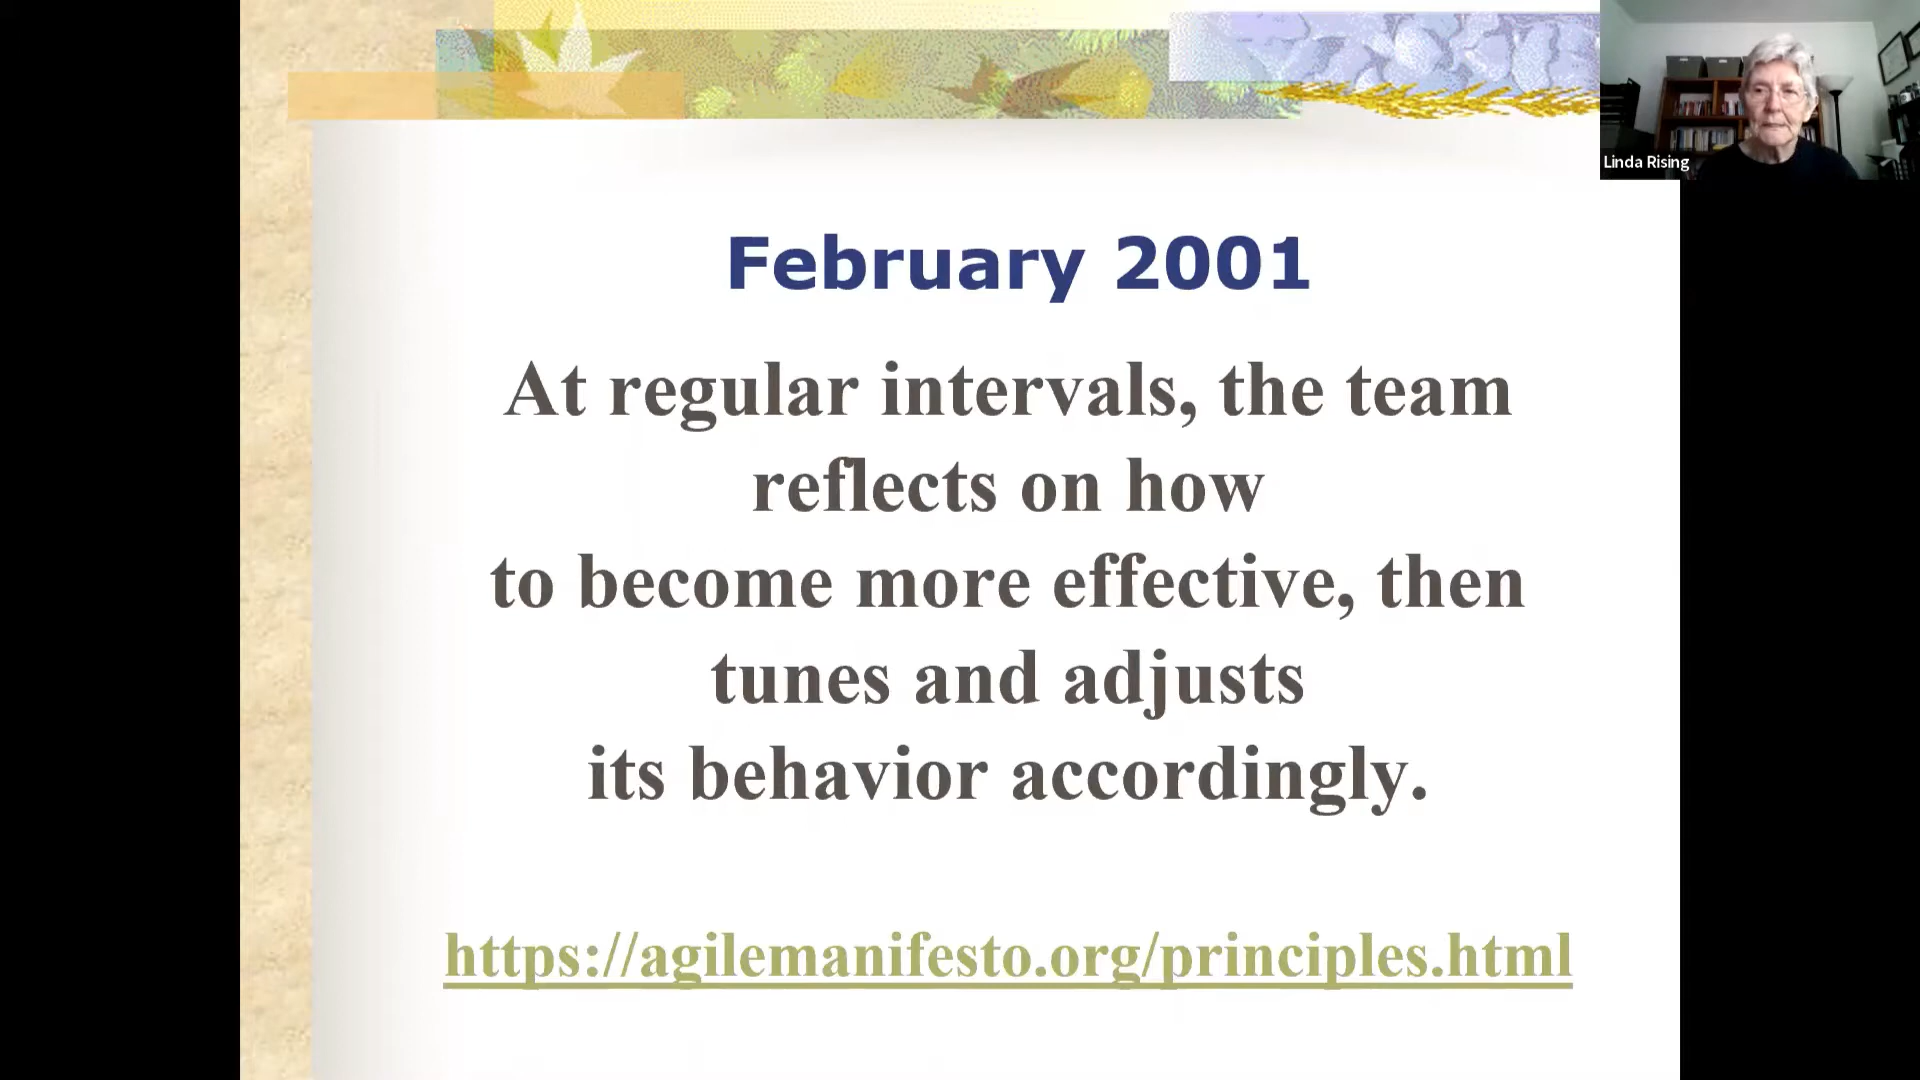 Linda Rising
February 2001
At regular intervals, the team
reflects on how
to become more effective, then
tunes and adjusts
its behavior accordingly.
https://agilemanifesto.org/principles.html